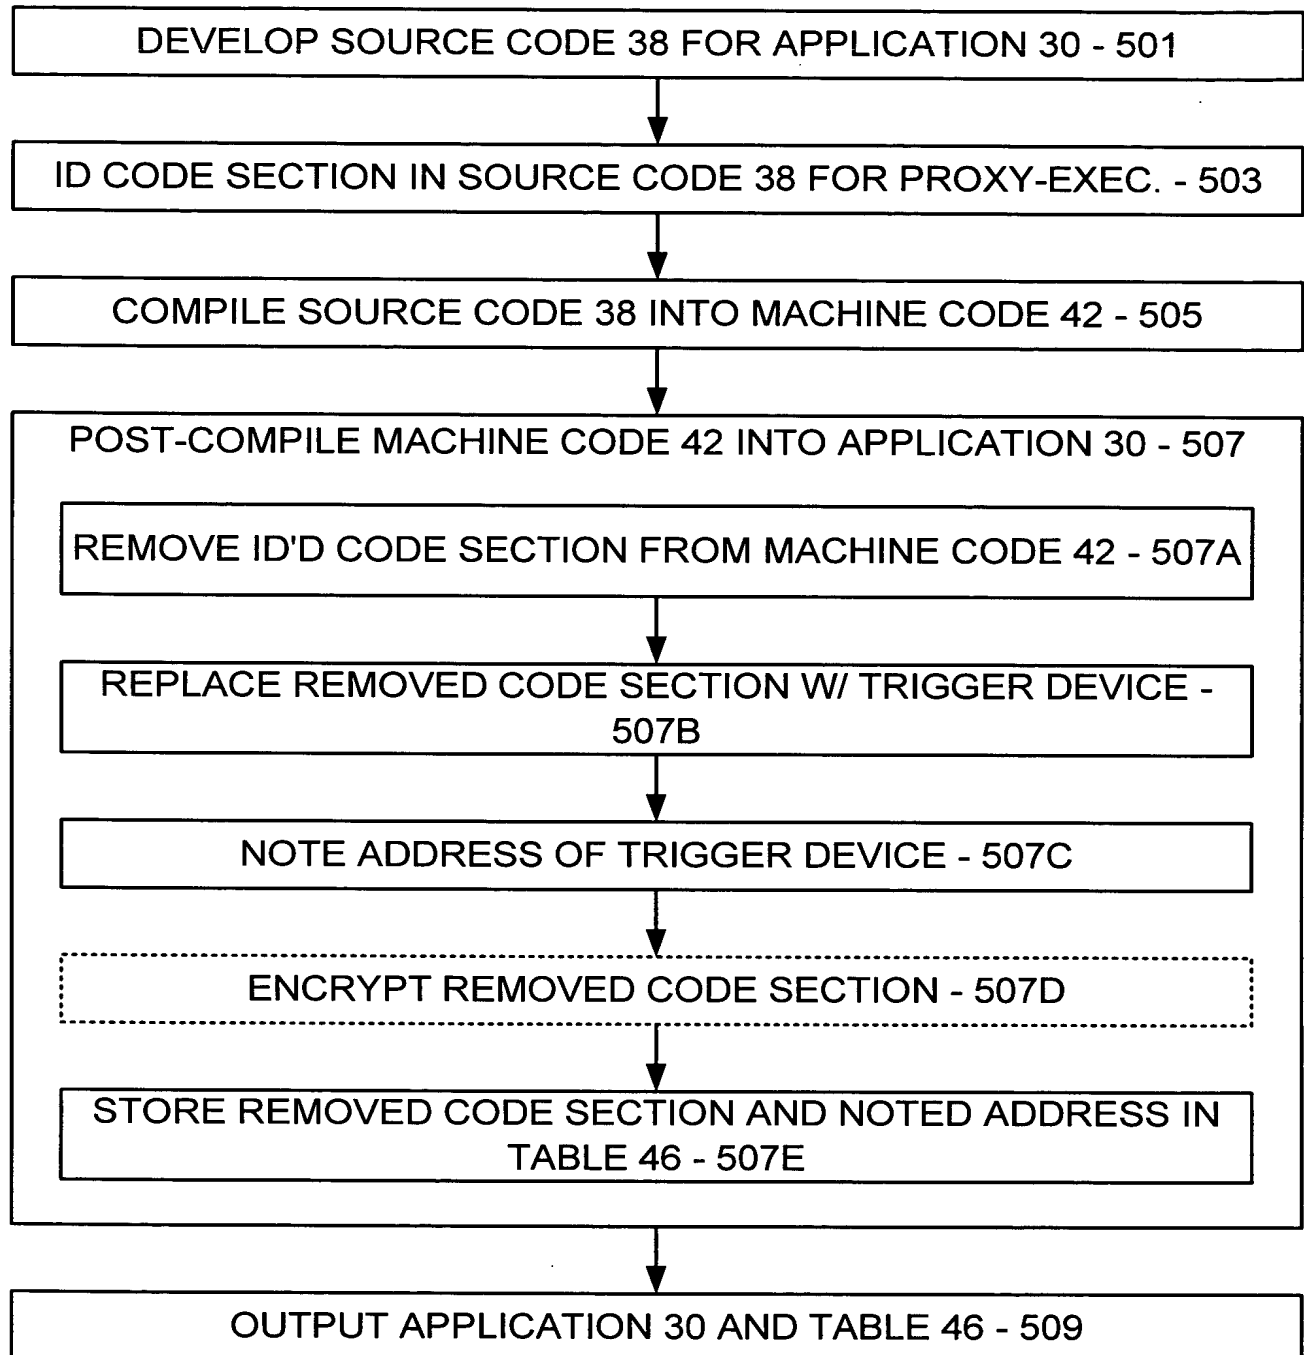 DEVELOP SOURCE CODE 38 FOR APPLICATION 30 - 501
ID CODE SECTION IN SOURCE CODE 38 FOR PROXY-EXEC. - 503
COMPILE SOURCE CODE 38 INTO MACHINE CODE 42 - 505
POST-COMPILE MACHINE CODE 42 INTO APPLICATION 30 - 507
REMOVE ID'D CODE SECTION FROM MACHINE CODE 42 - 507A
REPLACE REMOVED CODE SECTION W/ TRIGGER DEVICE -
507B
NOTE ADDRESS OF TRIGGER DEVICE - 507C
ENCRYPT REMOVED CODE SECTION - 507D
STORE REMOVED CODE SECTION AND NOTED ADDRESS IN
TABLE 46 - 507E
OUTPUT APPLICATION 30 AND TABLE 46 - 509